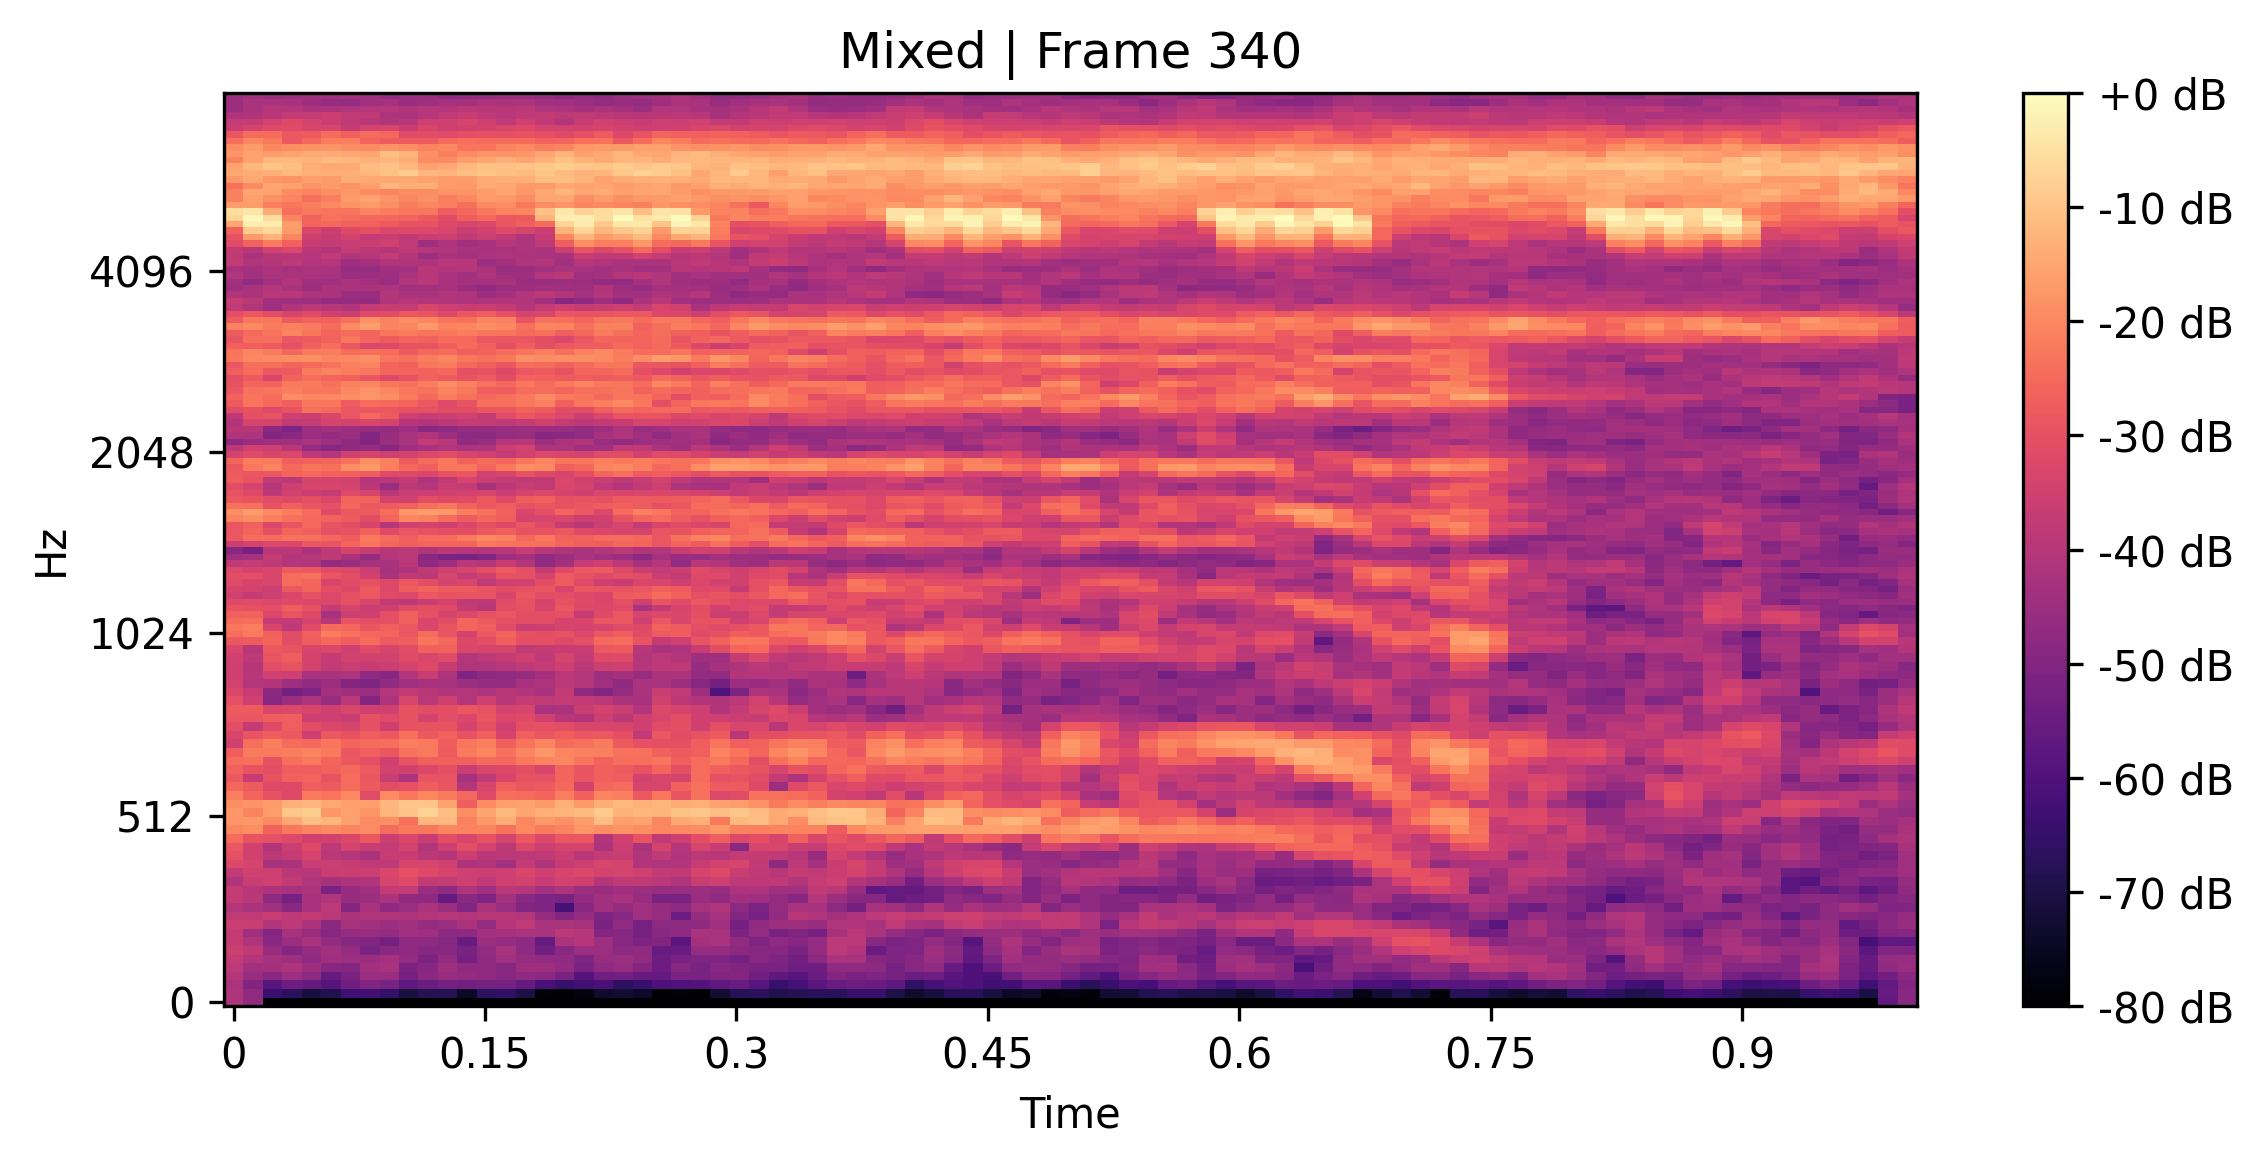 Mixed | Frame 340
+0 dB
-10 dB
-20 dB
-30 dB
-40 dB
-50 dB
-60 dB
-70 dB
-80 dB
Hz
4096
2048
1024
512
0
0 0.15 0.3 0.45 0.6 0.75 0.9
Time